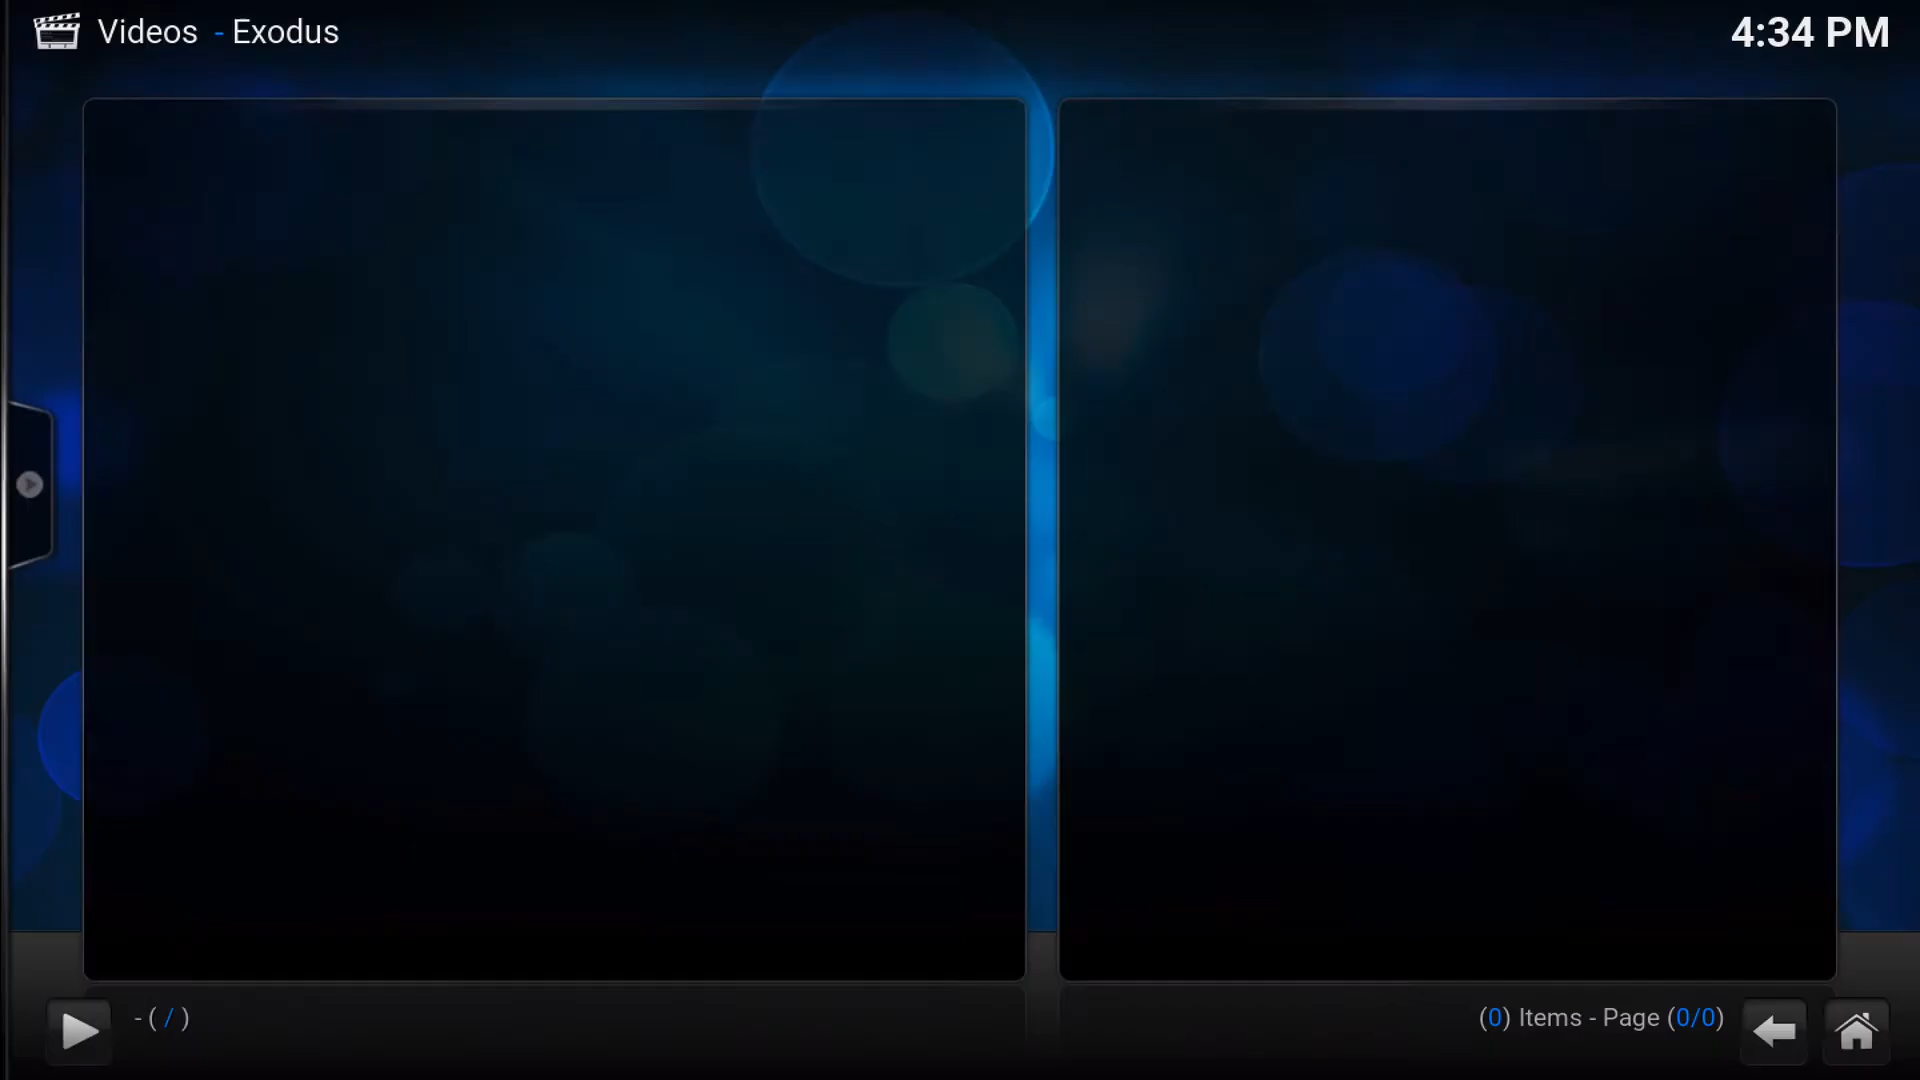 Videos - Exodus
4:34 PM
- ( / )
(0) Items - Page (0/0)